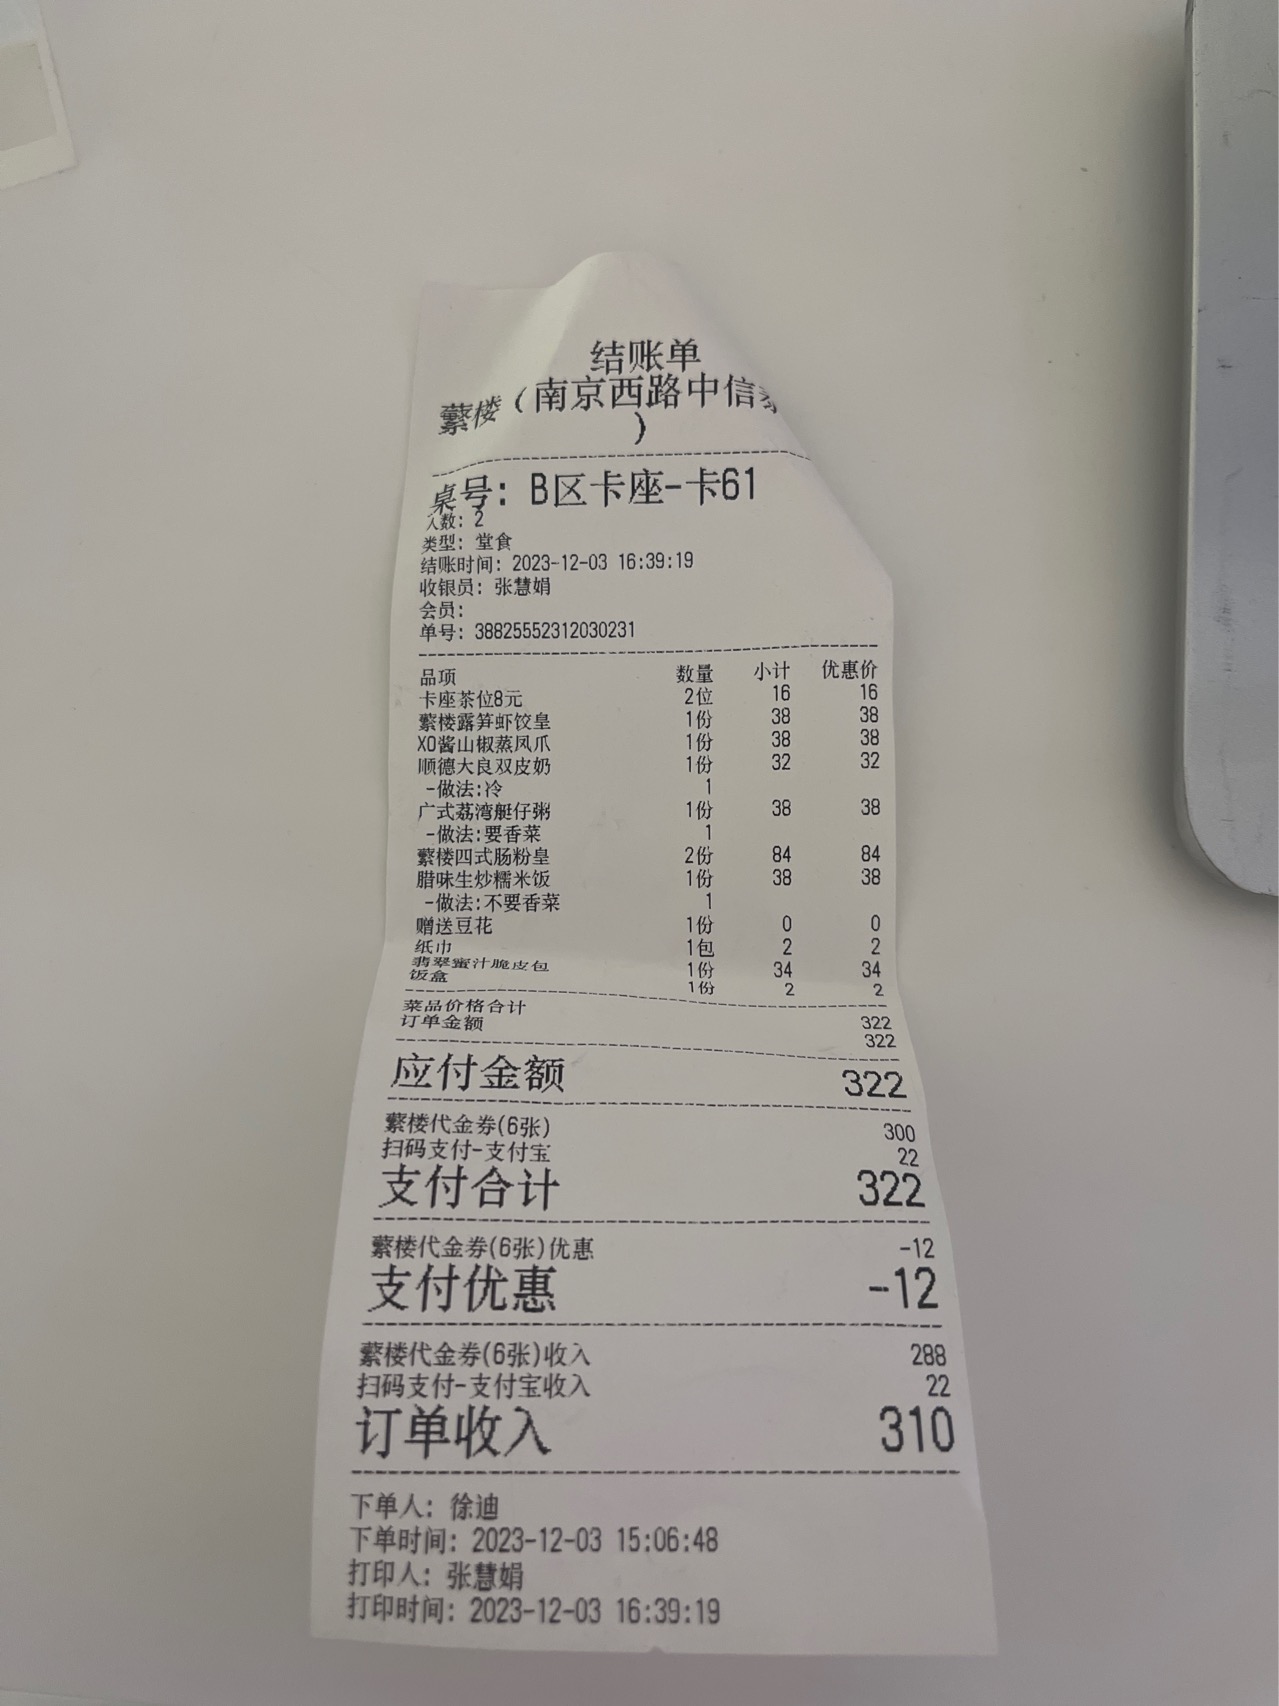 结账单
蘩楼（南京西路中信
）
桌号: B区卡座-卡61
人数: 2
类型: 堂食
结账时间: 2023-12-03 16:39:19
收银员: 张慧娟
会员:
单号: 38825552312030231
品项 数量 小计 优惠价
卡座茶位8元 2位 16 16
蘩楼露笋虾饺皇 1份 38 38
XO酱山椒蒸凤爪 1份 38 38
顺德大良双皮奶 1份 32 32
-做法:冷 1
广式荔湾艇仔粥 1份 38 38
-做法:要香菜 1
蘩楼四式肠粉皇 2份 84 84
腊味生炒糯米饭 1份 38 38
-做法:不要香菜 1
赠送豆花 1份 0 0
纸巾 1包 2 2
翡翠蜜汁脆皮包 1份 34 34
饭盒 1份 2 2
菜品价格合计 322
订单金额 322
应付金额 322
蘩楼代金券(6张) 300
扫码支付-支付宝 22
支付合计 322
蘩楼代金券(6张)优惠 -12
支付优惠 -12
蘩楼代金券(6张)收入 288
扫码支付-支付宝收入 22
订单收入 310
下单人: 徐迪
下单时间: 2023-12-03 15:06:48
打印人: 张慧娟
打印时间: 2023-12-03 16:39:19